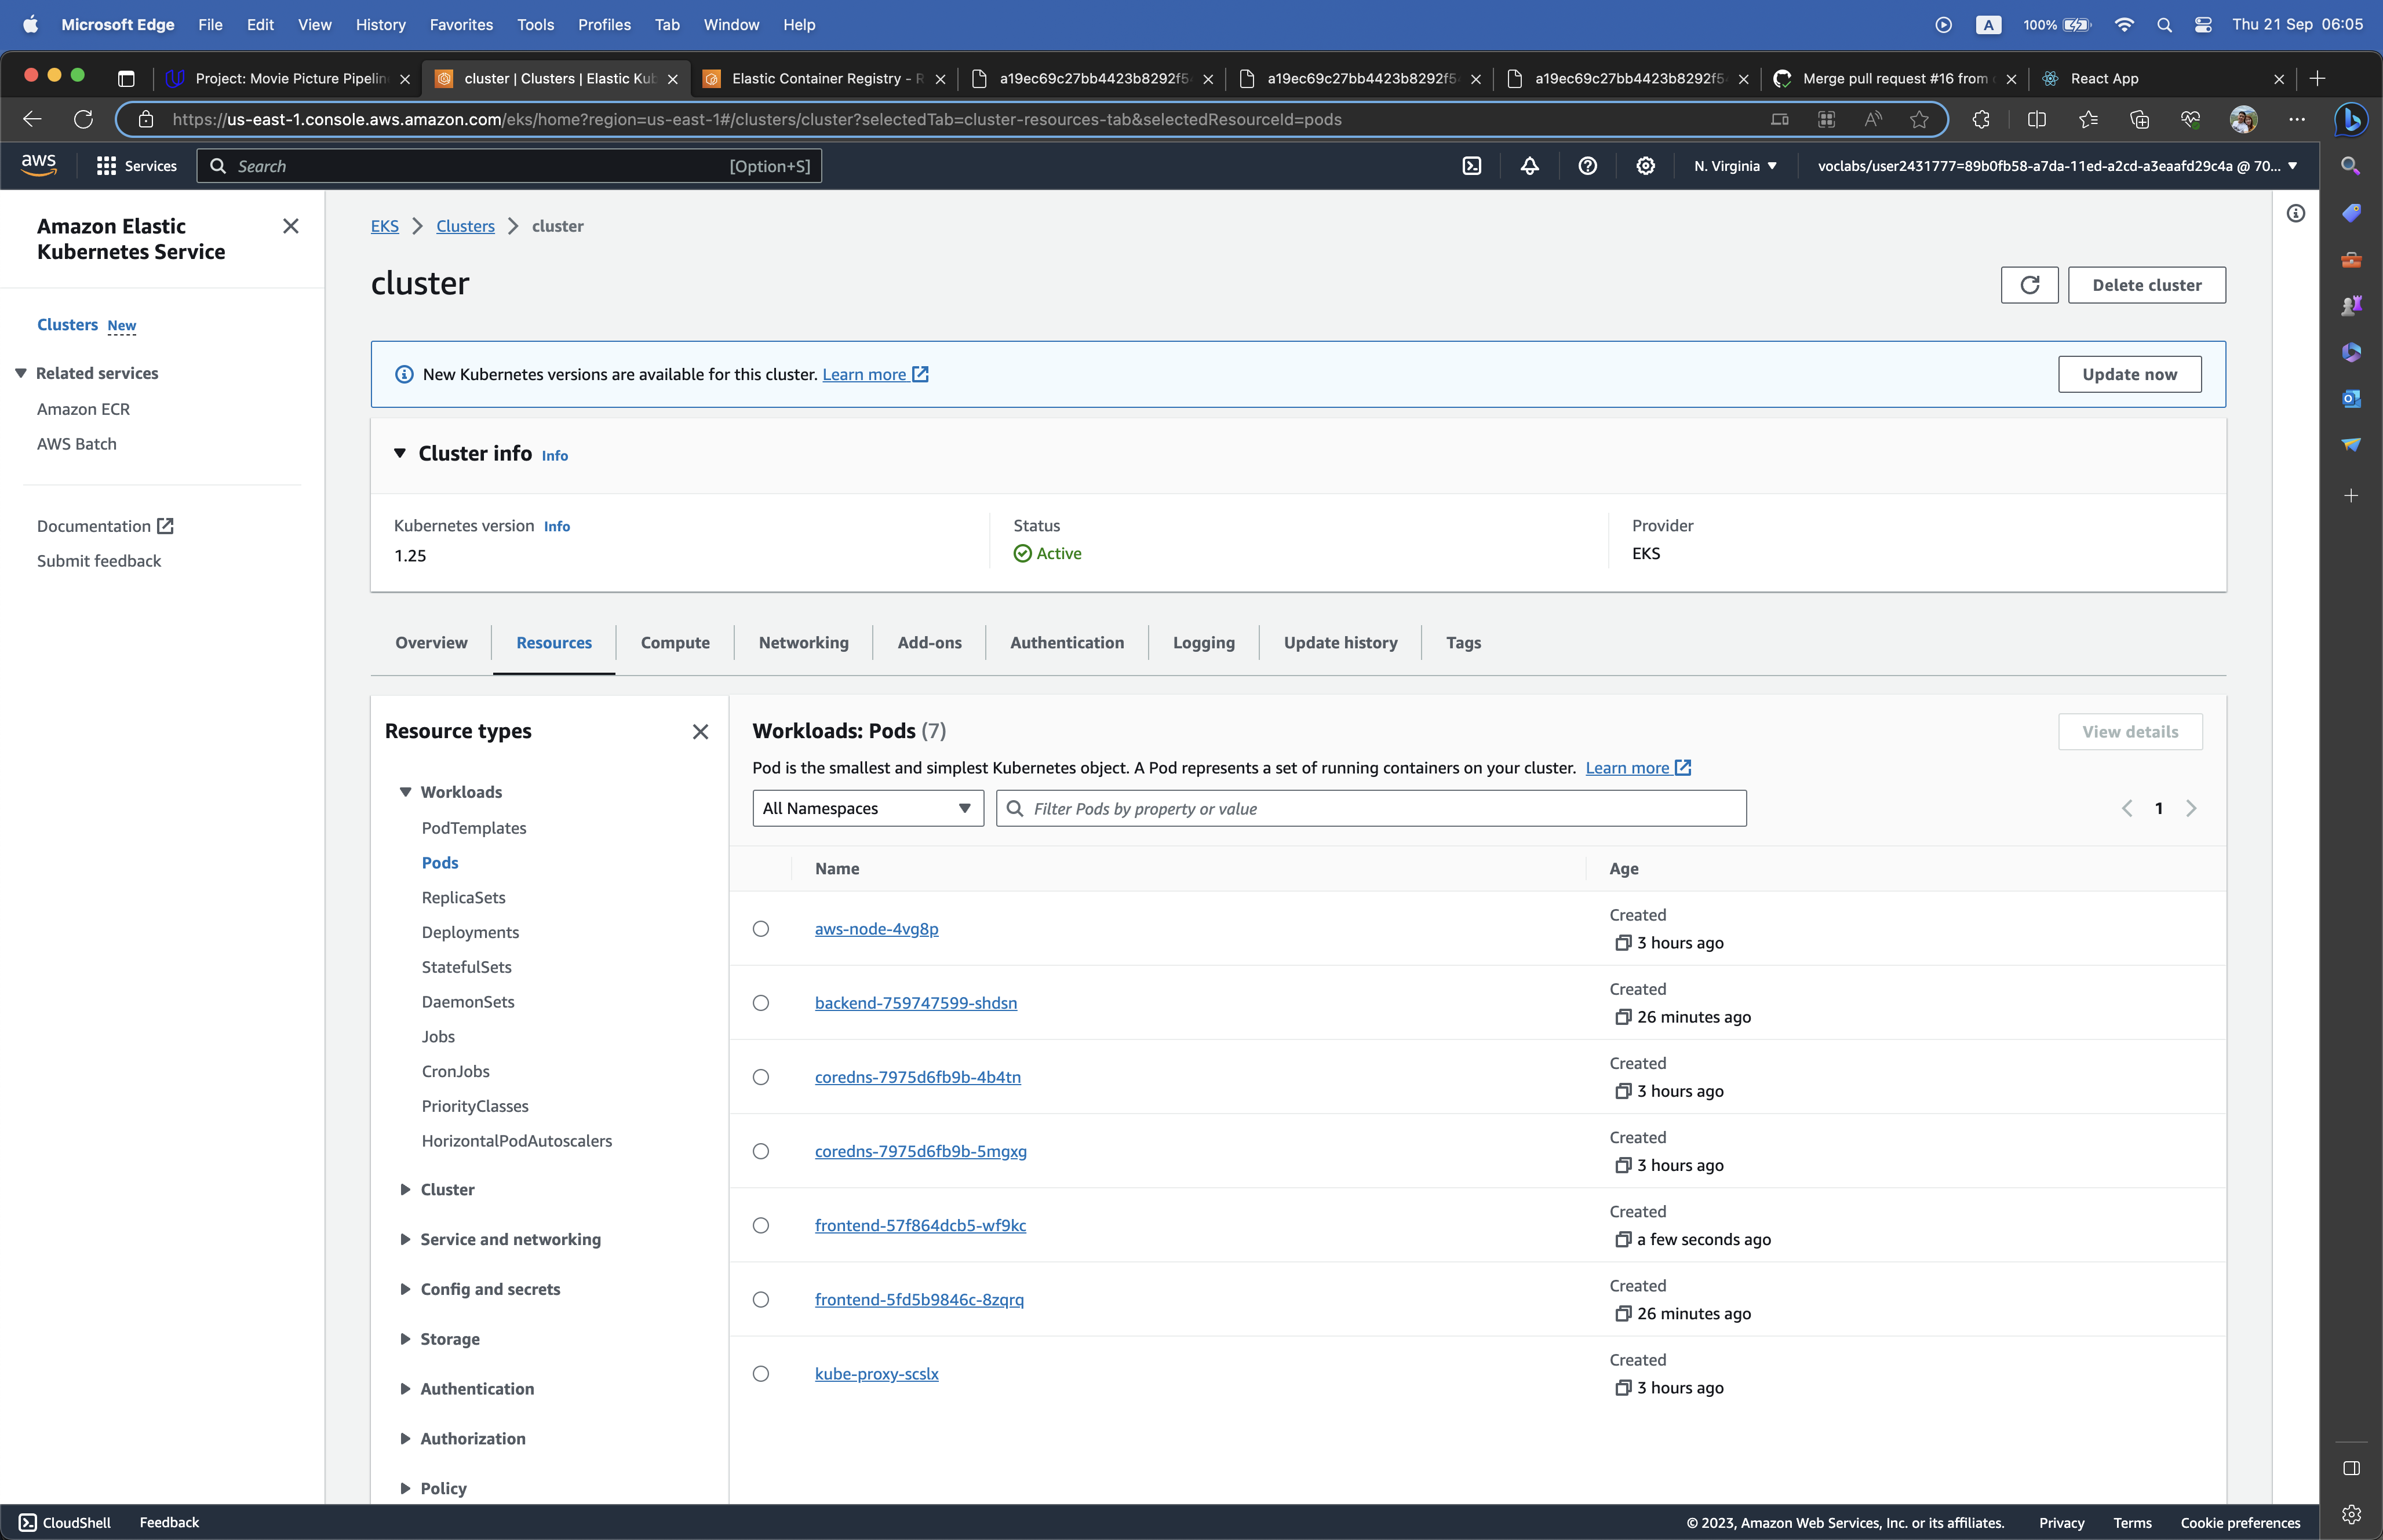 Microsoft Edge File Edit View History Favorites Tools Profiles Tab Window Help A 100% Thu 21 Sep 06:05
Project: Movie Picture Pipelin cluster | Clusters | Elastic Kub Elastic Container Registry - R a19ec69c27bb4423b8292f5 a19ec69c27bb4423b8292f5 a19ec69c27bb4423b8292f5 Merge pull request #16 from React App
https://us-east-1.console.aws.amazon.com/eks/home?region=us-east-1#/clusters/cluster?selectedTab=cluster-resources-tab&selectedResourceId=pods
aws Services Search [Option+S] N. Virginia voclabs/user2431777=89b0fb58-a7da-11ed-a2cd-a3eaafd29c4a @ 70...
Amazon Elastic
Kubernetes Service
Clusters New
Related services
Amazon ECR
AWS Batch
Documentation
Submit feedback
EKS Clusters cluster
cluster
Delete cluster
New Kubernetes versions are available for this cluster. Learn more
Update now
Cluster info Info
Kubernetes version Info
1.25
Status
Active
Provider
EKS
Overview Resources Compute Networking Add-ons Authentication Logging Update history Tags
Resource types
Workloads
PodTemplates
Pods
ReplicaSets
Deployments
StatefulSets
DaemonSets
Jobs
CronJobs
PriorityClasses
HorizontalPodAutoscalers
Cluster
Service and networking
Config and secrets
Storage
Authentication
Authorization
Policy
Workloads: Pods (7)
View details
Pod is the smallest and simplest Kubernetes object. A Pod represents a set of running containers on your cluster. Learn more
All Namespaces Filter Pods by property or value 1
Name Age
aws-node-4vg8p Created
3 hours ago
backend-759747599-shdsn Created
26 minutes ago
coredns-7975d6fb9b-4b4tn Created
3 hours ago
coredns-7975d6fb9b-5mgxg Created
3 hours ago
frontend-57f864dcb5-wf9kc Created
a few seconds ago
frontend-5fd5b9846c-8zqrq Created
26 minutes ago
kube-proxy-scslx Created
3 hours ago
CloudShell Feedback © 2023, Amazon Web Services, Inc. or its affiliates. Privacy Terms Cookie preferences